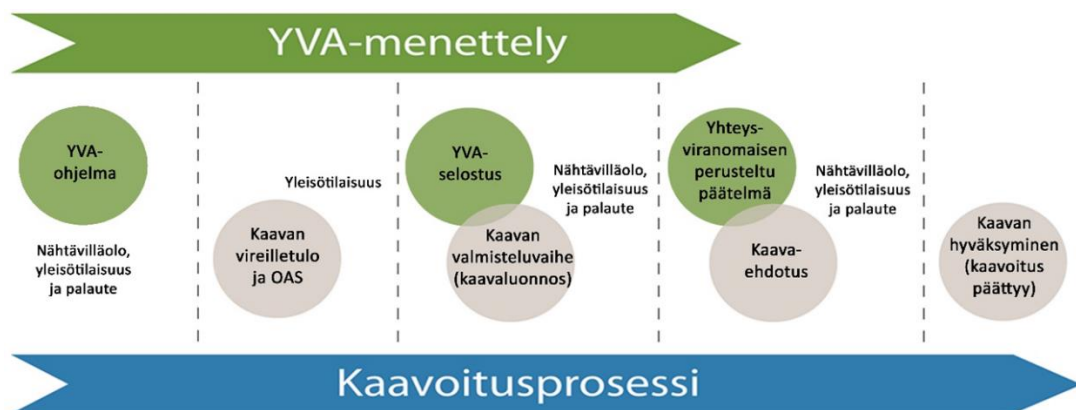 YVA-menettely
YVA-
ohjelma
Nähtävilläolo,
yleisötilaisuus
ja palaute
Yleisötilaisuus
Kaavan
vireilletulo
ja OAS
YVA-
selostus
Nähtävilläolo,
yleisötilaisuus
ja palaute
Kaavan
valmisteluvaihe
(kaavaluonnos)
Yhteys-
viranomaisen
perusteltu
päätelmä
Nähtävilläolo,
yleisötilaisuus
ja palaute
Kaava-
ehdotus
Kaavan
hyväksyminen
(kaavoitus
päättyy)
Kaavoitusprosessi